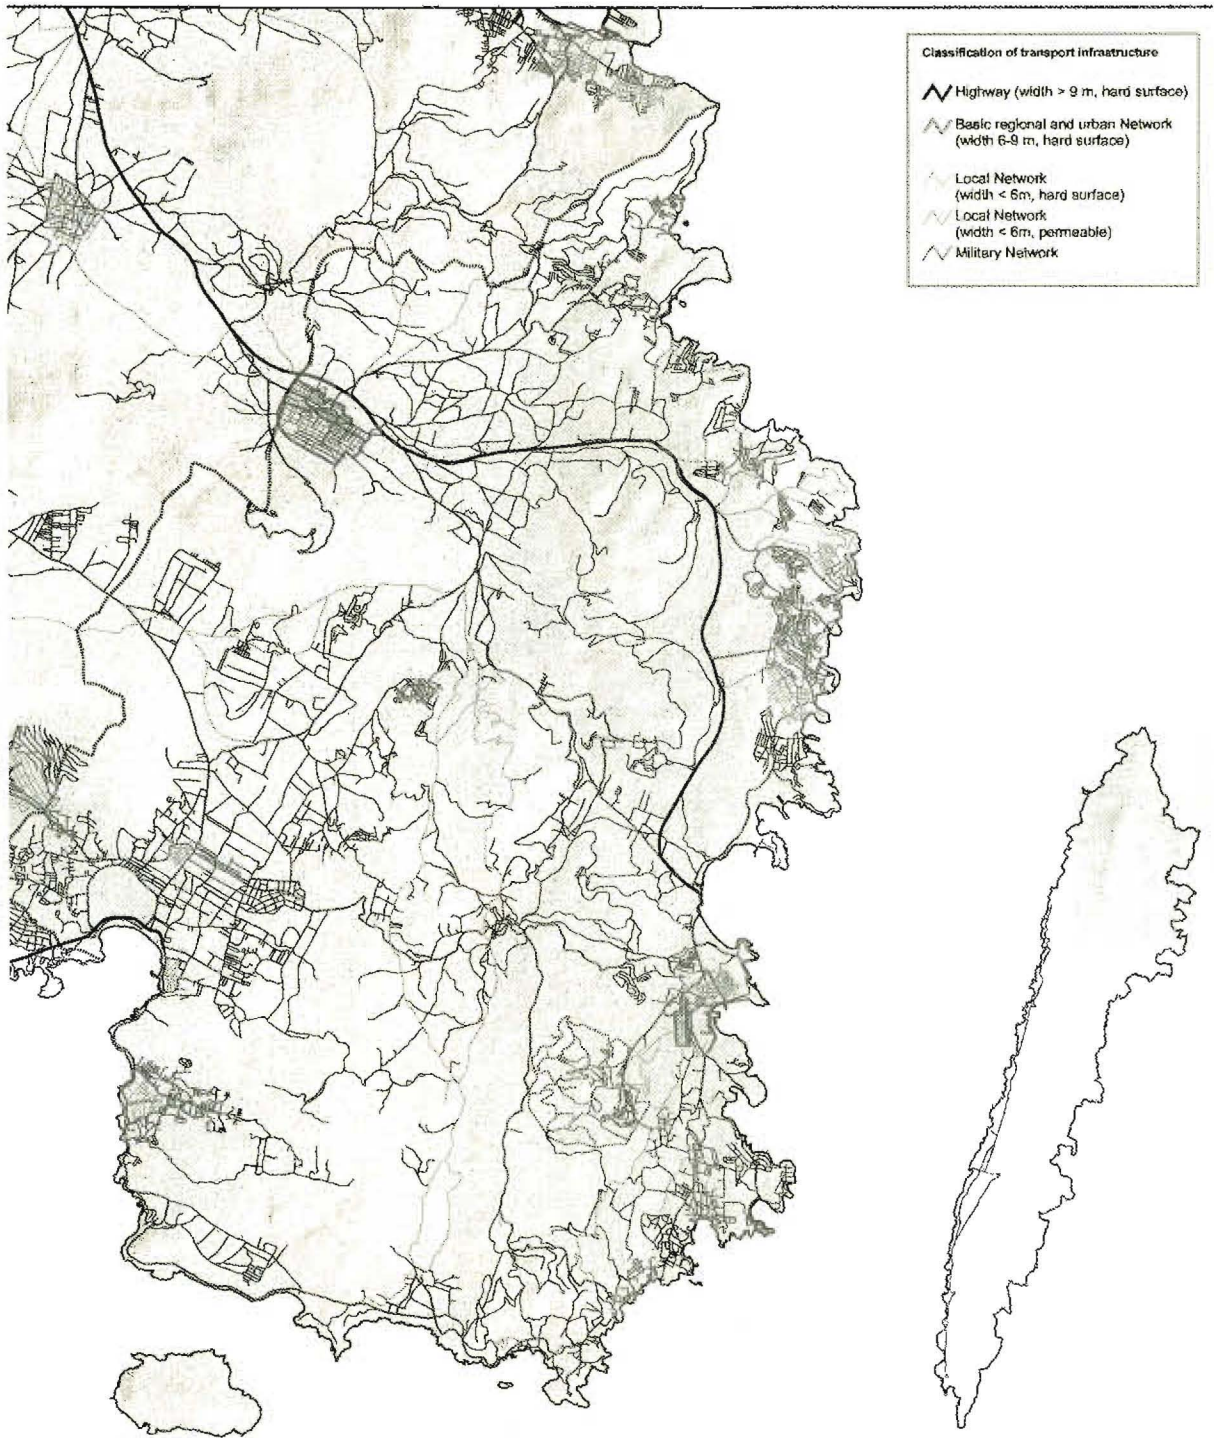 Classification of transport infrastructure
Highway (width > 9 m, hard surface)
Basic regional and urban Network
(width 6-9 m, hard surface)
Local Network
(width < 6m, hard surface)
Local Network
(width < 6m, permeable)
Military Network